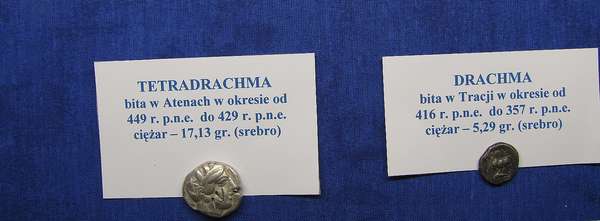 TETRADRACHMA
bita w Atenach w okresie od
449 r. p.n.e. do 429 r. p.n.e.
ciężar – 17,13 gr. (srebro)
DRACHMA
bita w Tracji w okresie od
416 r. p.n.e. do 357 r. p.n.e.
ciężar – 5,29 gr. (srebro)